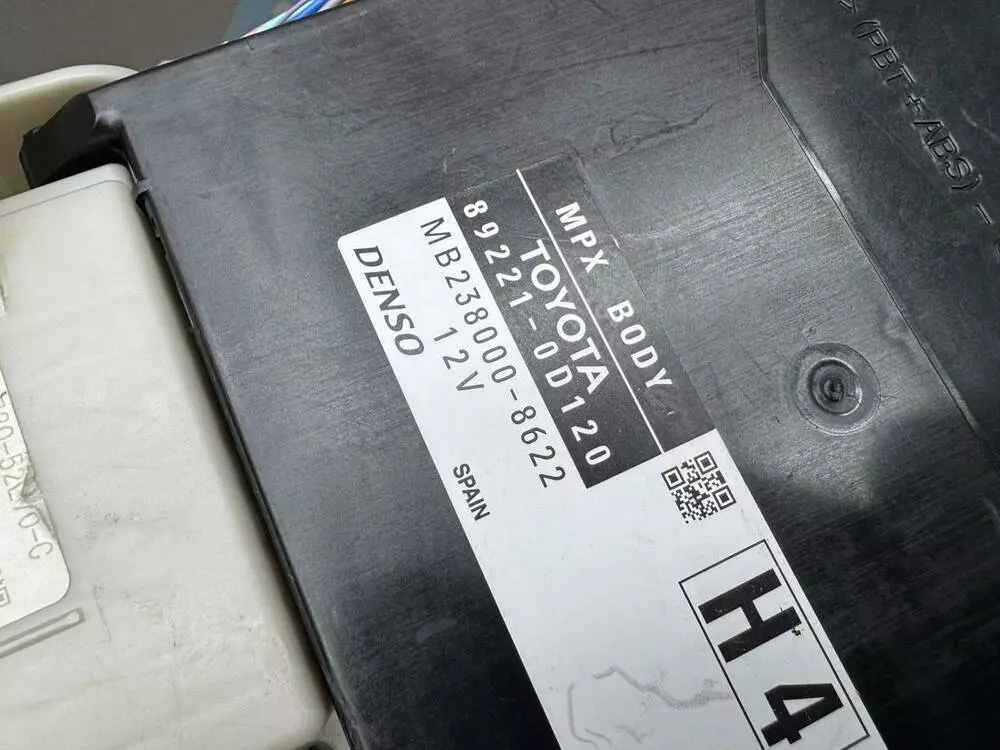 MPX BODY
TOYOTA
89221-0D120
MB238000-8622
12V
DENSO
SPAIN
H4
(PBT+ABS)-